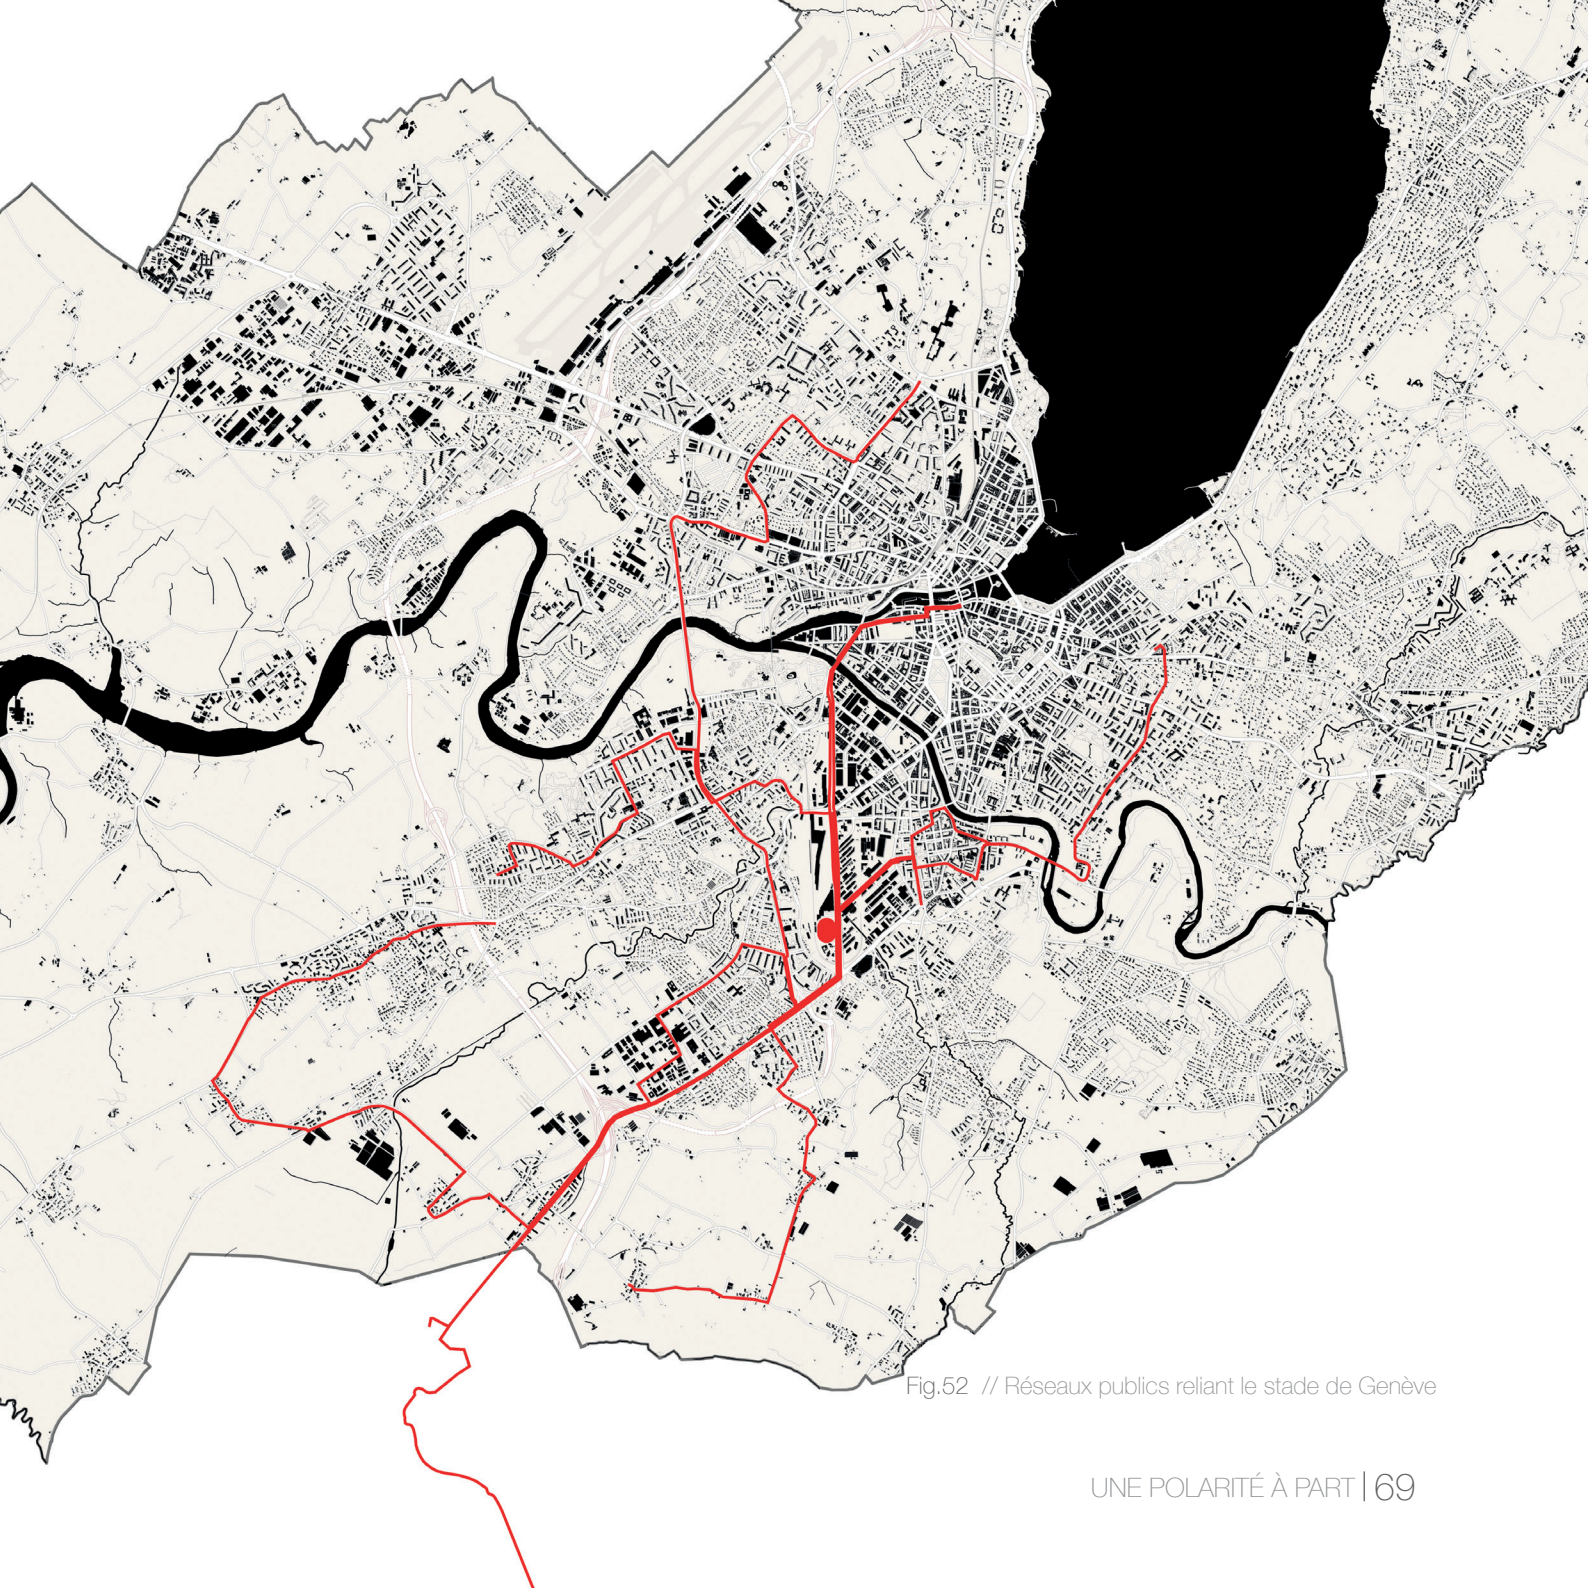 Fig.52 // Réseaux publics reliant le stade de Genève
UNE POLARITÉ À PART | 69